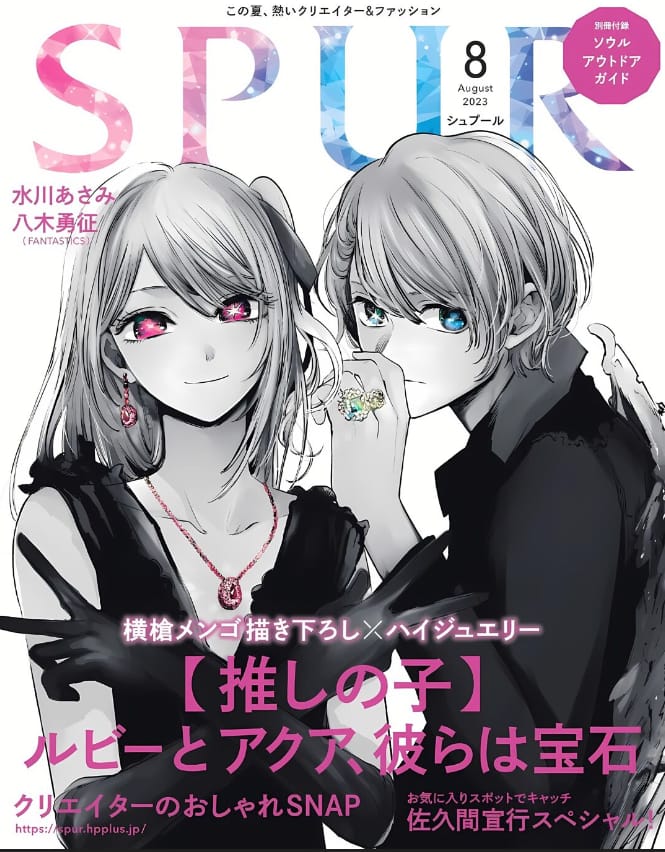 この夏、熱いクリエイター&ファッション
SPUR
8
August
2023
シュプール
別冊付録
ソウル
アウトドア
ガイド
水川あさみ
八木勇征
(FANTASTICS)
横槍メンゴ描き下ろし×ハイジュエリー
【推しの子】
ルビーとアクア、彼らは宝石
クリエイターのおしゃれSNAP
https://spur.hpplus.jp/
お気に入りスポットでキャッチ
佐久間宣行スペシャル!